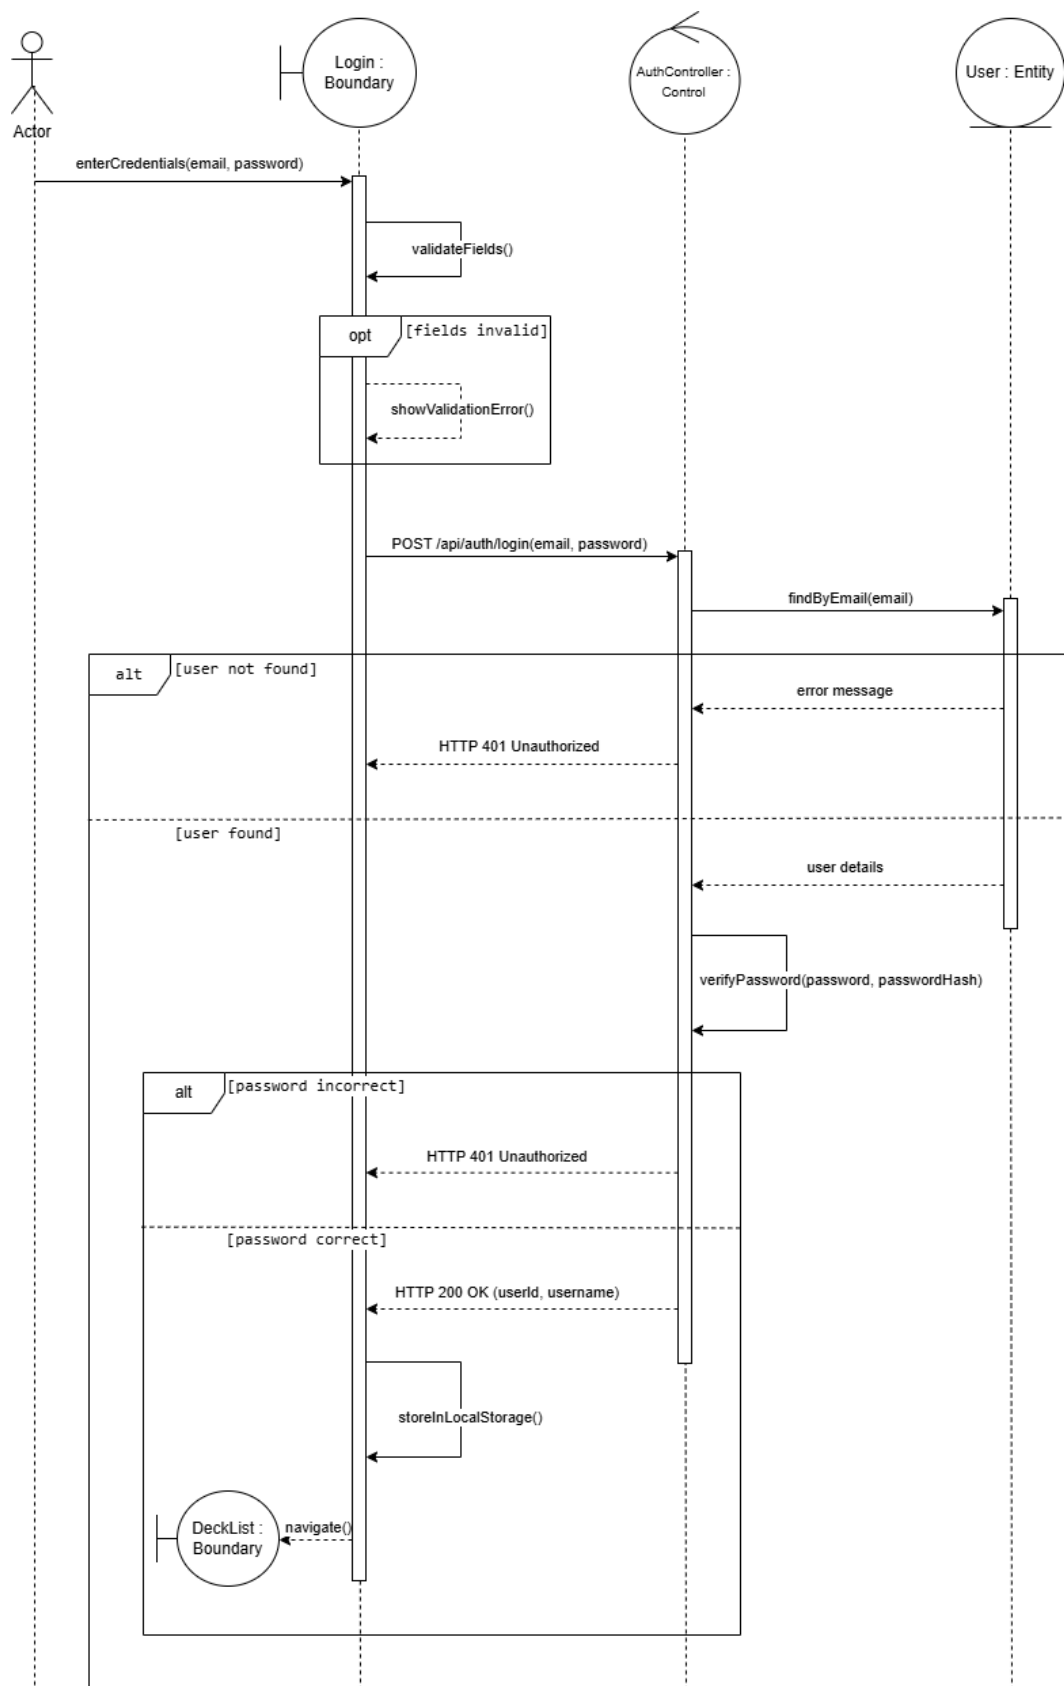 Login :
Boundary
AuthController :
Control
User : Entity
Actor
enterCredentials(email, password)
validateFields()
opt
[fields invalid]
showValidationError()
POST /api/auth/login(email, password)
findByEmail(email)
alt
[user not found]
error message
HTTP 401 Unauthorized
[user found]
user details
verifyPassword(password, passwordHash)
alt
[password incorrect]
HTTP 401 Unauthorized
[password correct]
HTTP 200 OK (userId, username)
storeInLocalStorage()
DeckList :
Boundary
navigate()